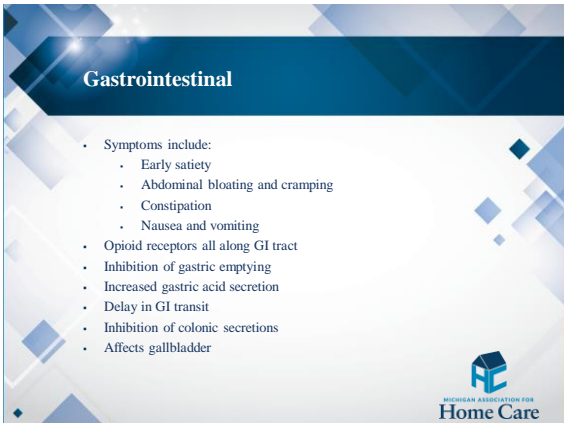 Gastrointestinal
• Symptoms include:
• Early satiety
• Abdominal bloating and cramping
• Constipation
• Nausea and vomiting
• Opioid receptors all along GI tract
• Inhibition of gastric emptying
• Increased gastric acid secretion
• Delay in GI transit
• Inhibition of colonic secretions
• Affects gallbladder
HC
MICHIGAN ASSOCIATION FOR
Home Care